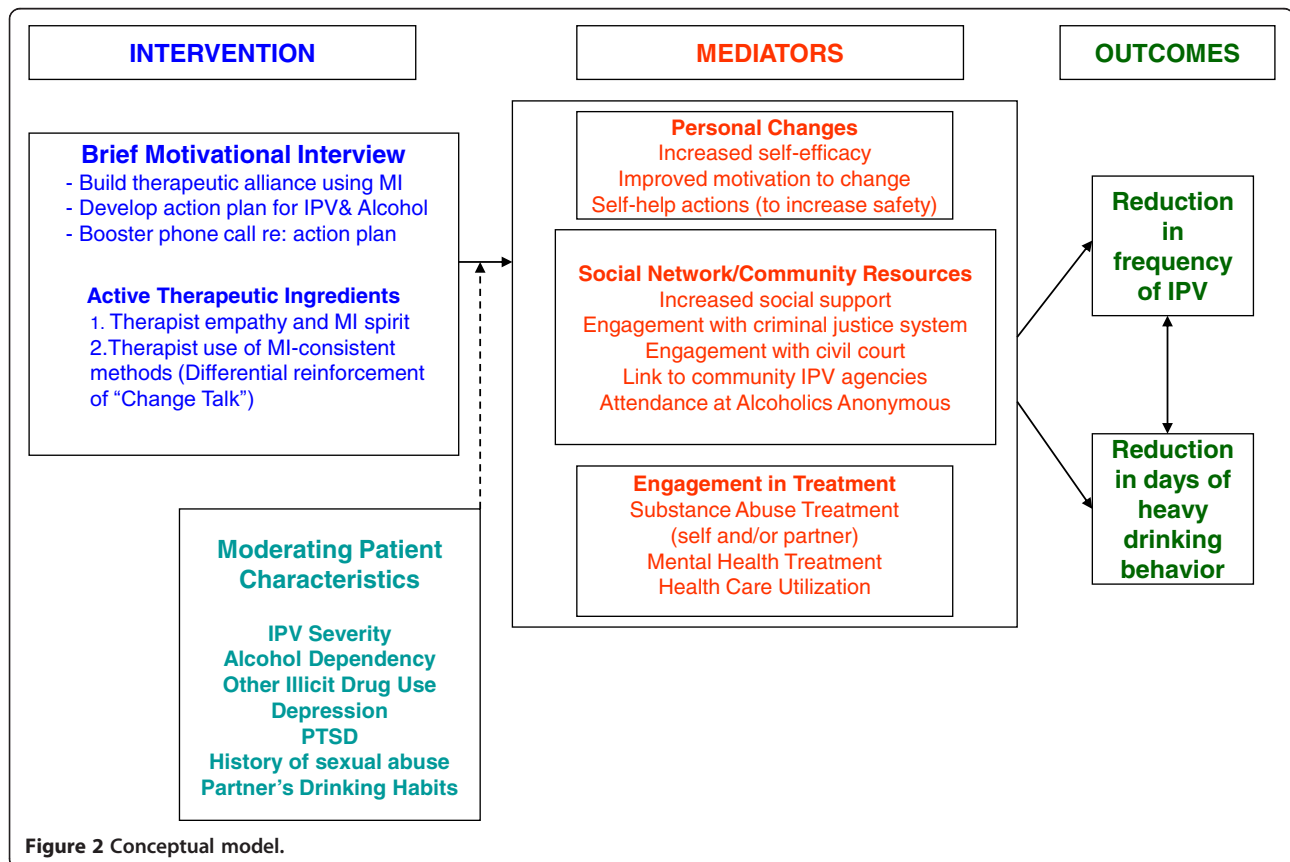 INTERVENTION
MEDIATORS
OUTCOMES
Brief Motivational Interview
- Build therapeutic alliance using MI
- Develop action plan for IPV& Alcohol
- Booster phone call re: action plan
Active Therapeutic Ingredients
1. Therapist empathy and MI spirit
2.Therapist use of MI-consistent
methods (Differential reinforcement
of “Change Talk”)
Moderating Patient
Characteristics
IPV Severity
Alcohol Dependency
Other Illicit Drug Use
Depression
PTSD
History of sexual abuse
Partner’s Drinking Habits
Personal Changes
Increased self-efficacy
Improved motivation to change
Self-help actions (to increase safety)
Social Network/Community Resources
Increased social support
Engagement with criminal justice system
Engagement with civil court
Link to community IPV agencies
Attendance at Alcoholics Anonymous
Engagement in Treatment
Substance Abuse Treatment
(self and/or partner)
Mental Health Treatment
Health Care Utilization
Reduction
in
frequency
of IPV
Reduction
in days of
heavy
drinking
behavior
Figure 2 Conceptual model.